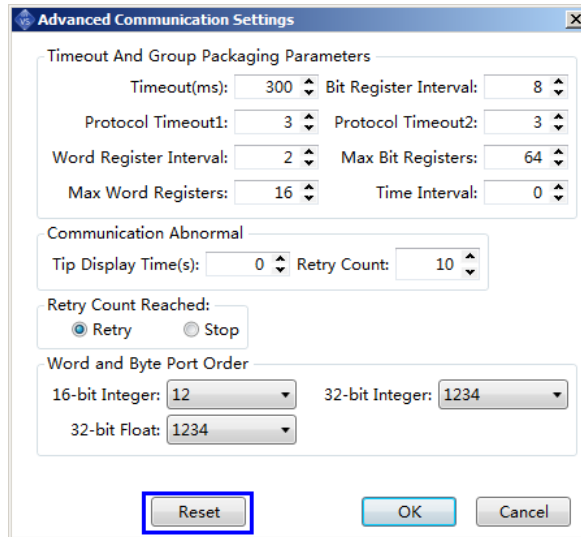 VS Advanced Communication Settings
Timeout And Group Packaging Parameters
Timeout(ms): 300 Bit Register Interval: 8
Protocol Timeout1: 3 Protocol Timeout2: 3
Word Register Interval: 2 Max Bit Registers: 64
Max Word Registers: 16 Time Interval: 0
Communication Abnormal
Tip Display Time(s): 0 Retry Count: 10
Retry Count Reached:
Retry Stop
Word and Byte Port Order
16-bit Integer: 12 32-bit Integer: 1234
32-bit Float: 1234
Reset OK Cancel